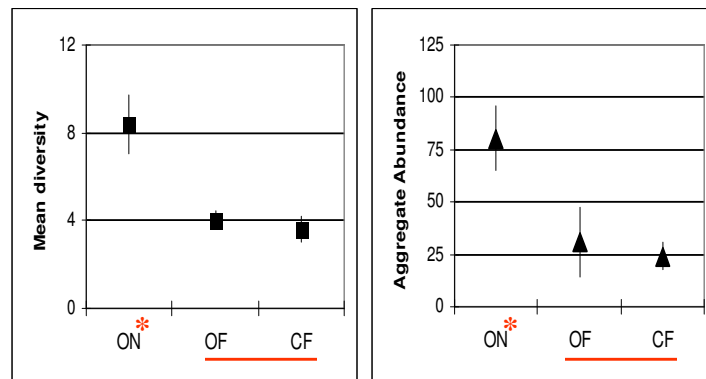 Mean diversity
12
8
4
0
ON*
OF
CF
Aggregate Abundance
125
100
75
50
25
0
ON*
OF
CF